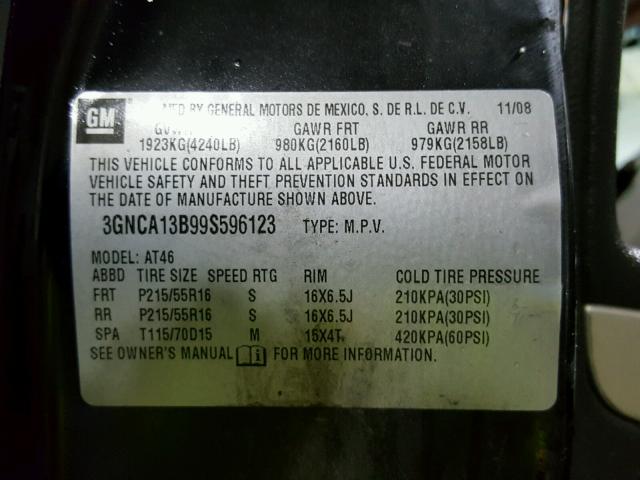 GM
MFD BY GENERAL MOTORS DE MEXICO, S. DE R.L. DE C.V. 11/08
GVWR GAWR FRT GAWR RR
1923KG(4240LB) 980KG(2160LB) 979KG(2158LB)
THIS VEHICLE CONFORMS TO ALL APPLICABLE U.S. FEDERAL MOTOR
VEHICLE SAFETY AND THEFT PREVENTION STANDARDS IN EFFECT ON
THE DATE OF MANUFACTURE SHOWN ABOVE.
3GNCA13B99S596123 TYPE: M.P.V.
MODEL: AT46
ABBD TIRE SIZE SPEED RTG RIM COLD TIRE PRESSURE
FRT P215/55R16 S 16X6.5J 210KPA(30PSI)
RR P215/55R16 S 16X6.5J 210KPA(30PSI)
SPA T115/70D15 M 15X4T 420KPA(60PSI)
SEE OWNER'S MANUAL i FOR MORE INFORMATION.